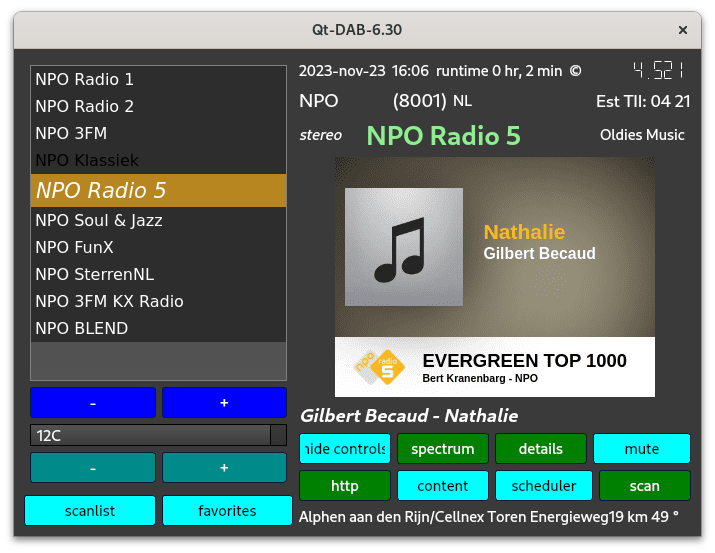 Qt-DAB-6.30
×
NPO Radio 1
NPO Radio 2
NPO 3FM
NPO Klassiek
NPO Radio 5
NPO Soul & Jazz
NPO FunX
NPO SterrenNL
NPO 3FM KX Radio
NPO BLEND
- +
12C
- +
scanlist favorites
2023-nov-23 16:06 runtime 0 hr, 2 min © 4.521
NPO (8001) NL Est TII: 04 21
stereo NPO Radio 5 Oldies Music
Nathalie
Gilbert Becaud
npo radio 5
EVERGREEN TOP 1000
Bert Kranenbarg - NPO
Gilbert Becaud - Nathalie
hide controls spectrum details mute
http content scheduler scan
Alphen aan den Rijn/Cellnex Toren Energieweg19 km 49 °